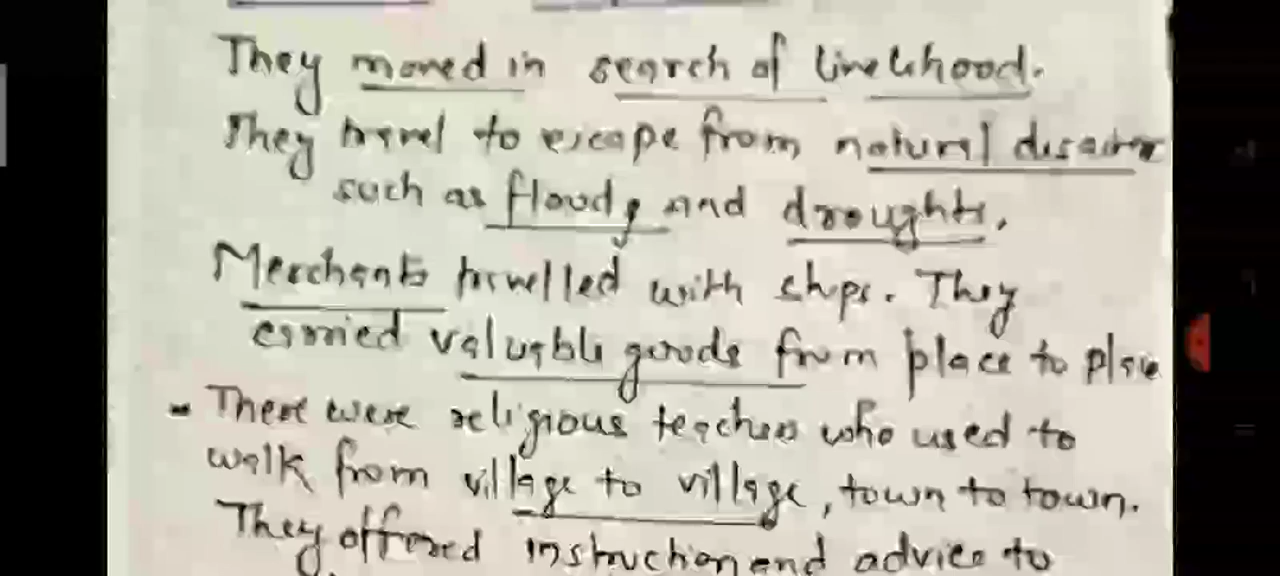 They moved in search of livelihood.
They travel to escape from natural disaster
such as floods and droughts.
Merchants travelled with ships. They
carried valuable goods from place to place
- There were religious teachers who used to
walk from village to village, town to town.
They offered instruction and advice to